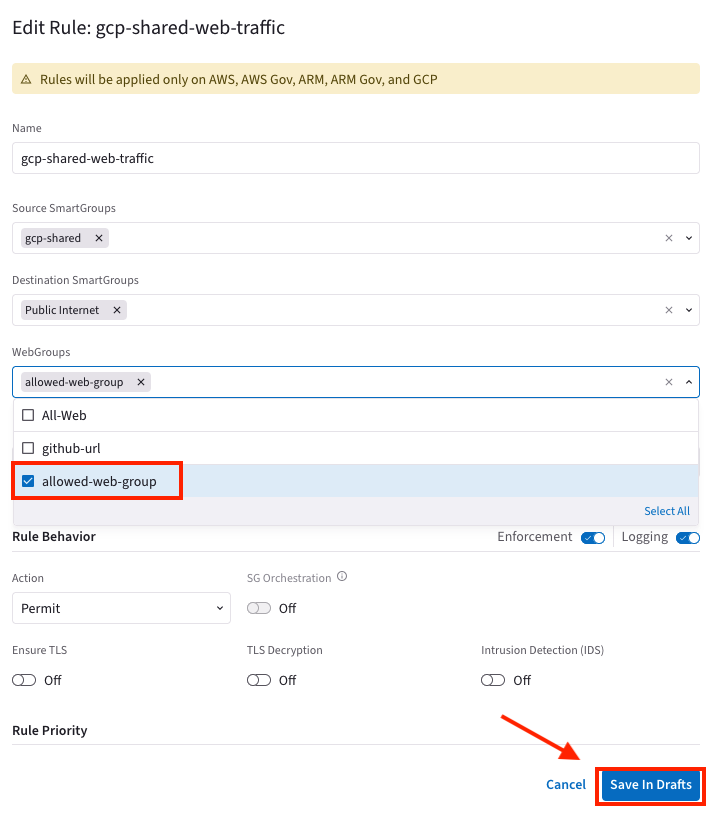 Edit Rule: gcp-shared-web-traffic
Rules will be applied only on AWS, AWS Gov, ARM, ARM Gov, and GCP
Name
gcp-shared-web-traffic
Source SmartGroups
gcp-shared
Destination SmartGroups
Public Internet
WebGroups
allowed-web-group
All-Web
github-url
allowed-web-group
Select All
Rule Behavior Enforcement Logging
Action SG Orchestration
Permit Off
Ensure TLS TLS Decryption Intrusion Detection (IDS)
Off Off Off
Rule Priority
Cancel Save In Drafts